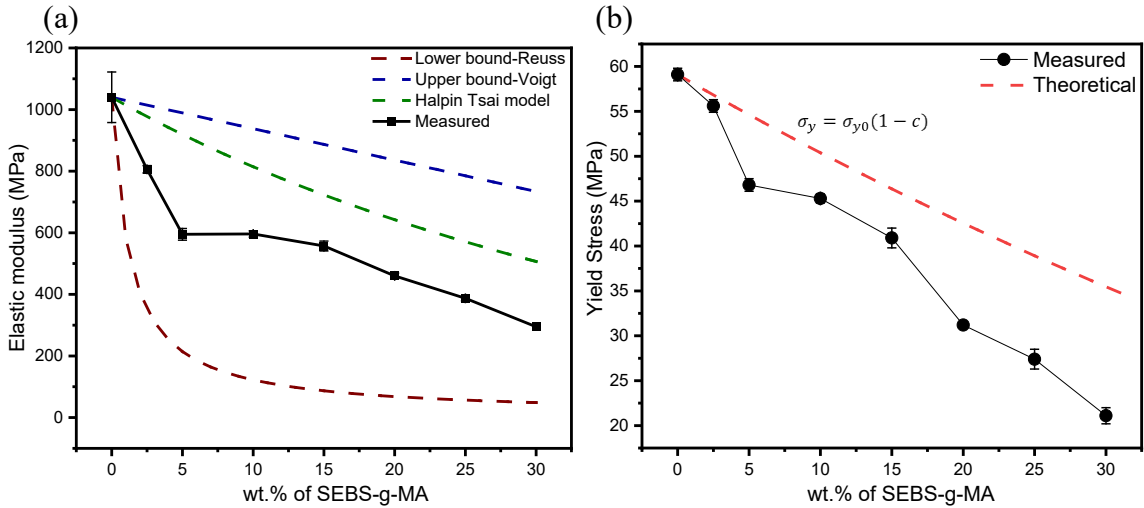 (a)
1200
1000
800
600
400
200
0
Elastic modulus (MPa)
Lower bound-Reuss
Upper bound-Voigt
Halpin Tsai model
Measured
0 5 10 15 20 25 30
wt.% of SEBS-g-MA
(b)
60
55
50
45
40
35
30
25
20
Yield Stress (MPa)
Measured
Theoretical
σ_y = σ_{y0}(1 − c)
0 5 10 15 20 25 30
wt.% of SEBS-g-MA